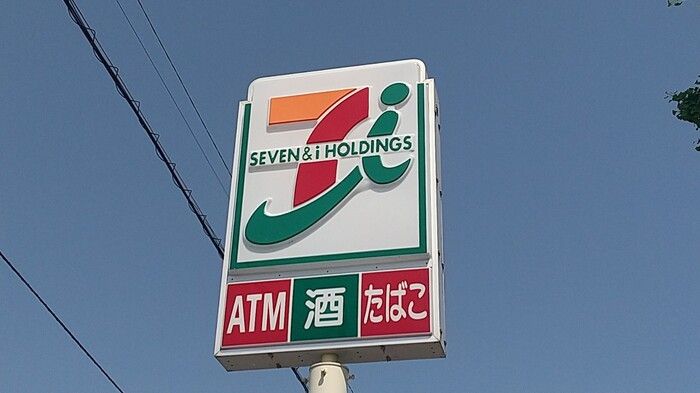 SEVEN&i HOLDINGS
ATM 酒 たばこ